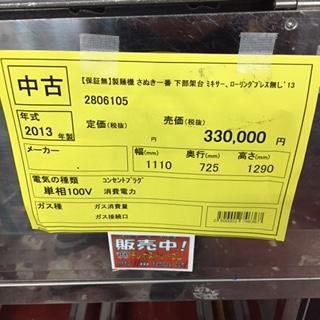 中古
【保証無】製麺機 さぬき一番 下部架台 ミキサー、ローリングプレス無し'13
2806105
年式
2013 年製
定価(税抜) 円
売価(税抜) 330,000 円
メーカー
幅(mm) 奥行(mm) 高さ(mm)
1110 725 1290
電気の種類 コンセントプラグ
単相100V 消費電力
ガス種 ガス消費量
ガス接続口
販売中!